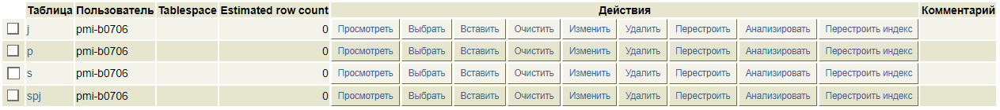 Таблица Пользователь Tablespace Estimated row count Действия Комментарий
j pmi-b0706 0 Просмотреть Выбрать Вставить Очистить Изменить Удалить Перестроить Анализировать Перестроить индекс
p pmi-b0706 0 Просмотреть Выбрать Вставить Очистить Изменить Удалить Перестроить Анализировать Перестроить индекс
s pmi-b0706 0 Просмотреть Выбрать Вставить Очистить Изменить Удалить Перестроить Анализировать Перестроить индекс
spj pmi-b0706 0 Просмотреть Выбрать Вставить Очистить Изменить Удалить Перестроить Анализировать Перестроить индекс